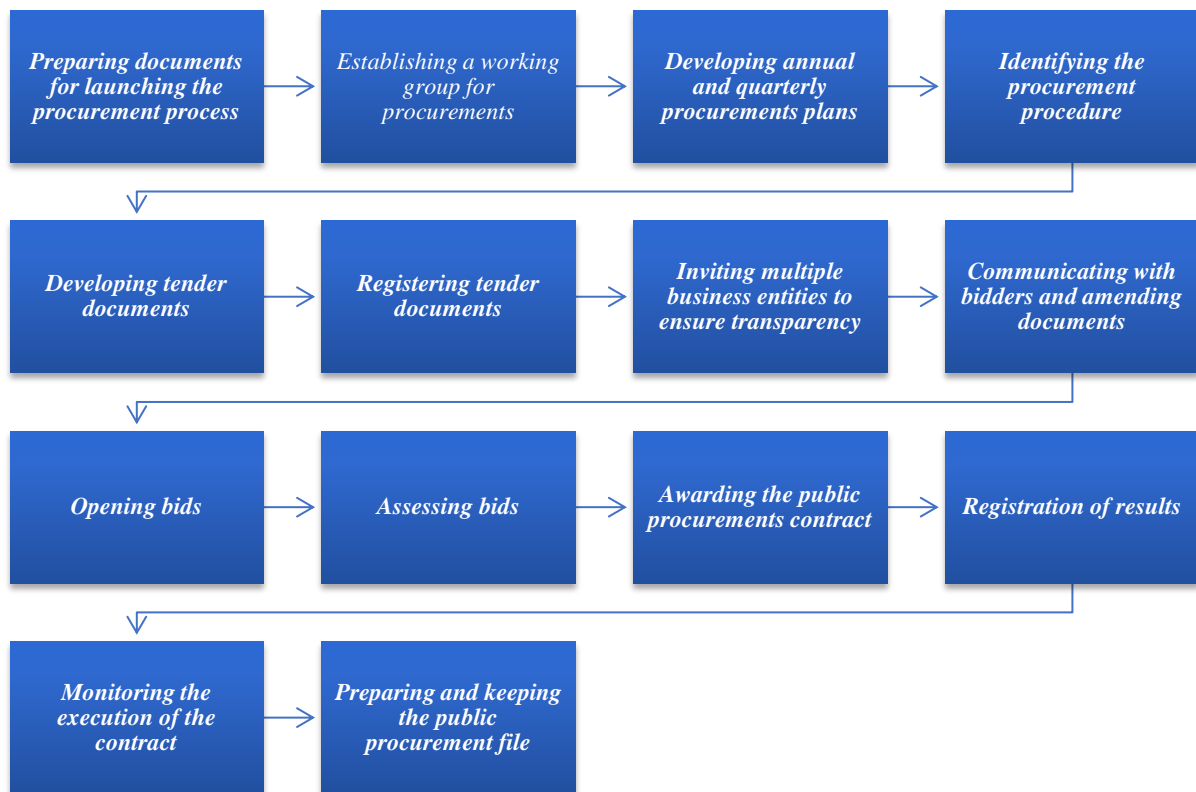 Preparing documents
for launching the
procurement process
Establishing a working
group for
procurements
Developing annual
and quarterly
procurements plans
Identifying the
procurement
procedure
Developing tender
documents
Registering tender
documents
Inviting multiple
business entities to
ensure transparency
Communicating with
bidders and amending
documents
Opening bids
Assessing bids
Awarding the public
procurements contract
Registration of results
Monitoring the
execution of the
contract
Preparing and keeping
the public
procurement file